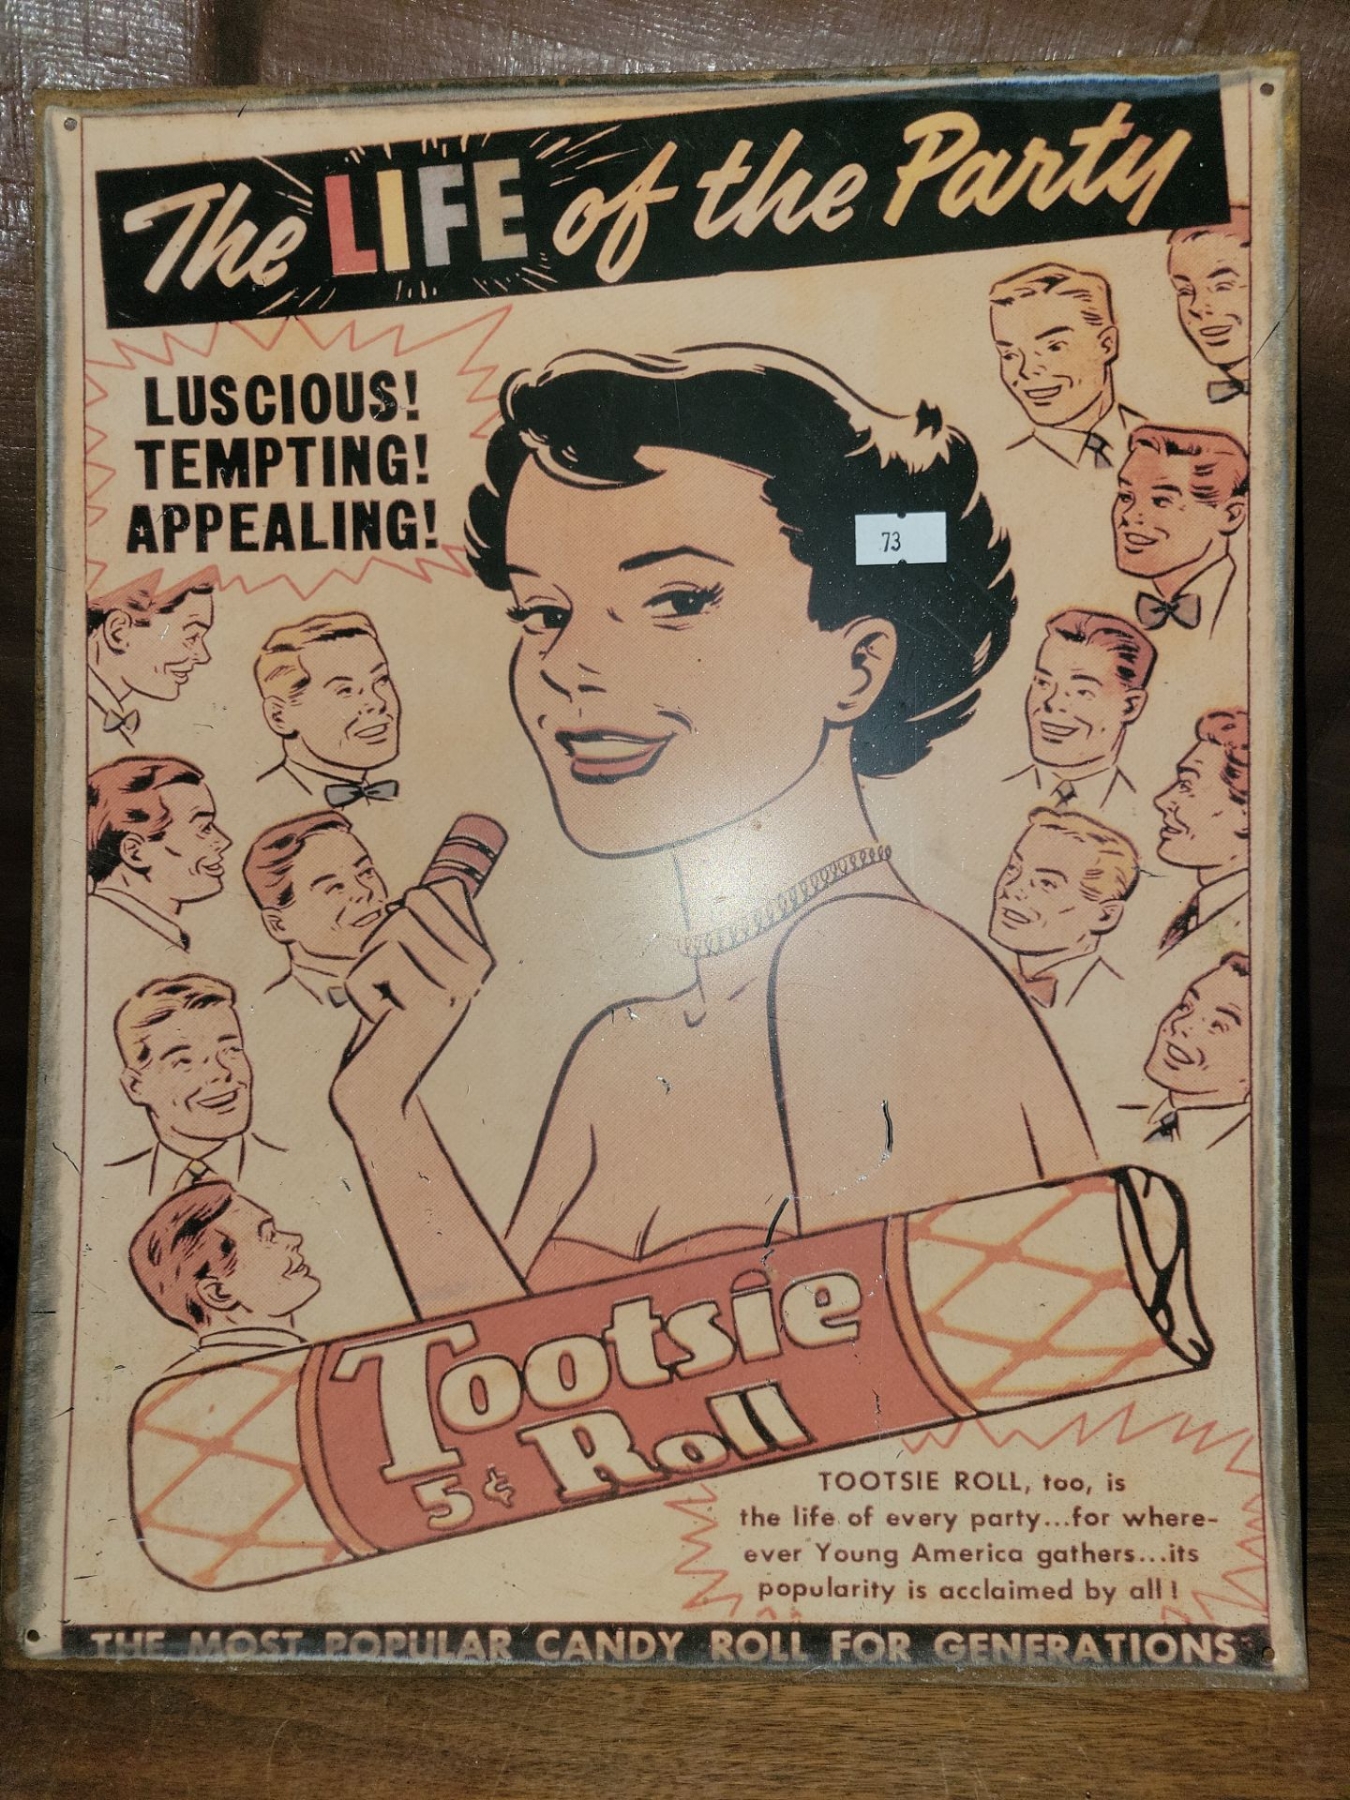 The LIFE of the Party
LUSCIOUS!
TEMPTING!
APPEALING!
73
Tootsie
5¢ Roll
TOOTSIE ROLL, too, is
the life of every party...for where-
ever Young America gathers...its
popularity is acclaimed by all!
THE MOST POPULAR CANDY ROLL FOR GENERATIONS